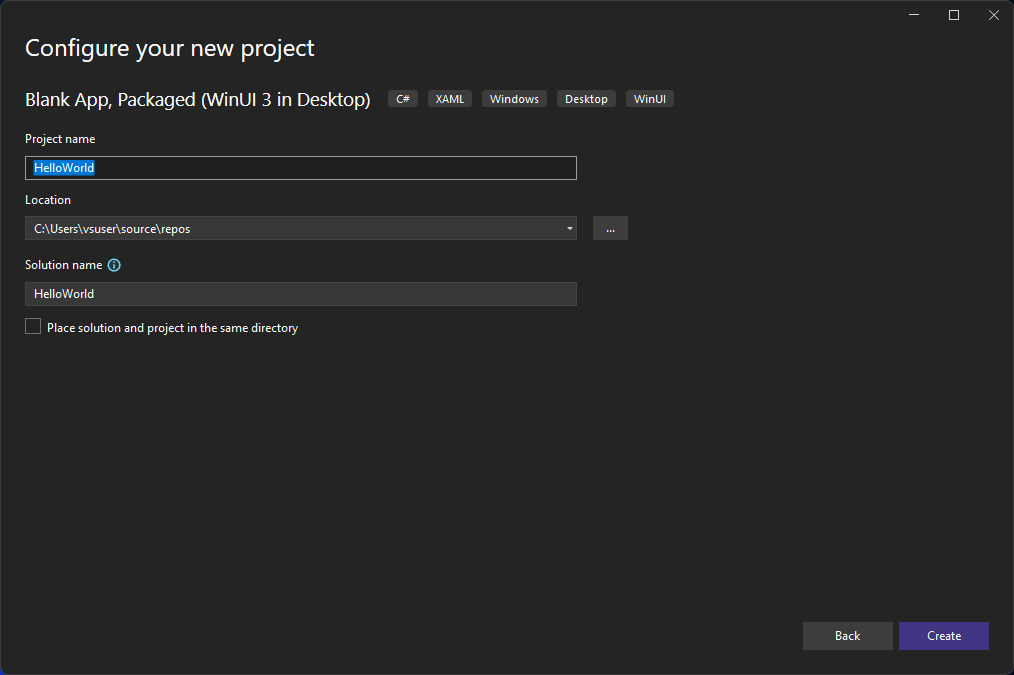 Configure your new project
Blank App, Packaged (WinUI 3 in Desktop) C# XAML Windows Desktop WinUI
Project name
HelloWorld
Location
C:\Users\vsuser\source\repos
...
Solution name
HelloWorld
Place solution and project in the same directory
Back Create